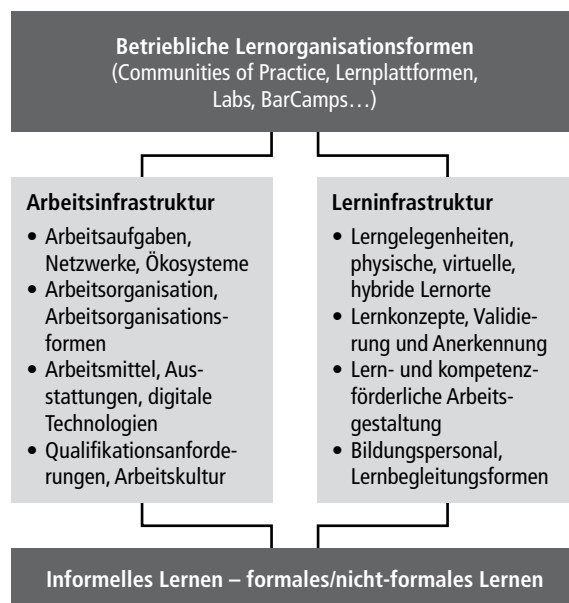 Betriebliche Lernorganisationsformen
(Communities of Practice, Lernplattformen,
Labs, BarCamps…)
Arbeitsinfrastruktur
• Arbeitsaufgaben,
Netzwerke, Ökosysteme
• Arbeitsorganisation,
Arbeitsorganisations-
formen
• Arbeitsmittel, Aus-
stattungen, digitale
Technologien
• Qualifikationsanforde-
rungen, Arbeitskultur
Lerninfrastruktur
• Lerngelegenheiten,
physische, virtuelle,
hybride Lernorte
• Lernkonzepte, Validie-
rung und Anerkennung
• Lern- und kompetenz-
förderliche Arbeits-
gestaltung
• Bildungspersonal,
Lernbegleitungsformen
Informelles Lernen – formales/nicht-formales Lernen